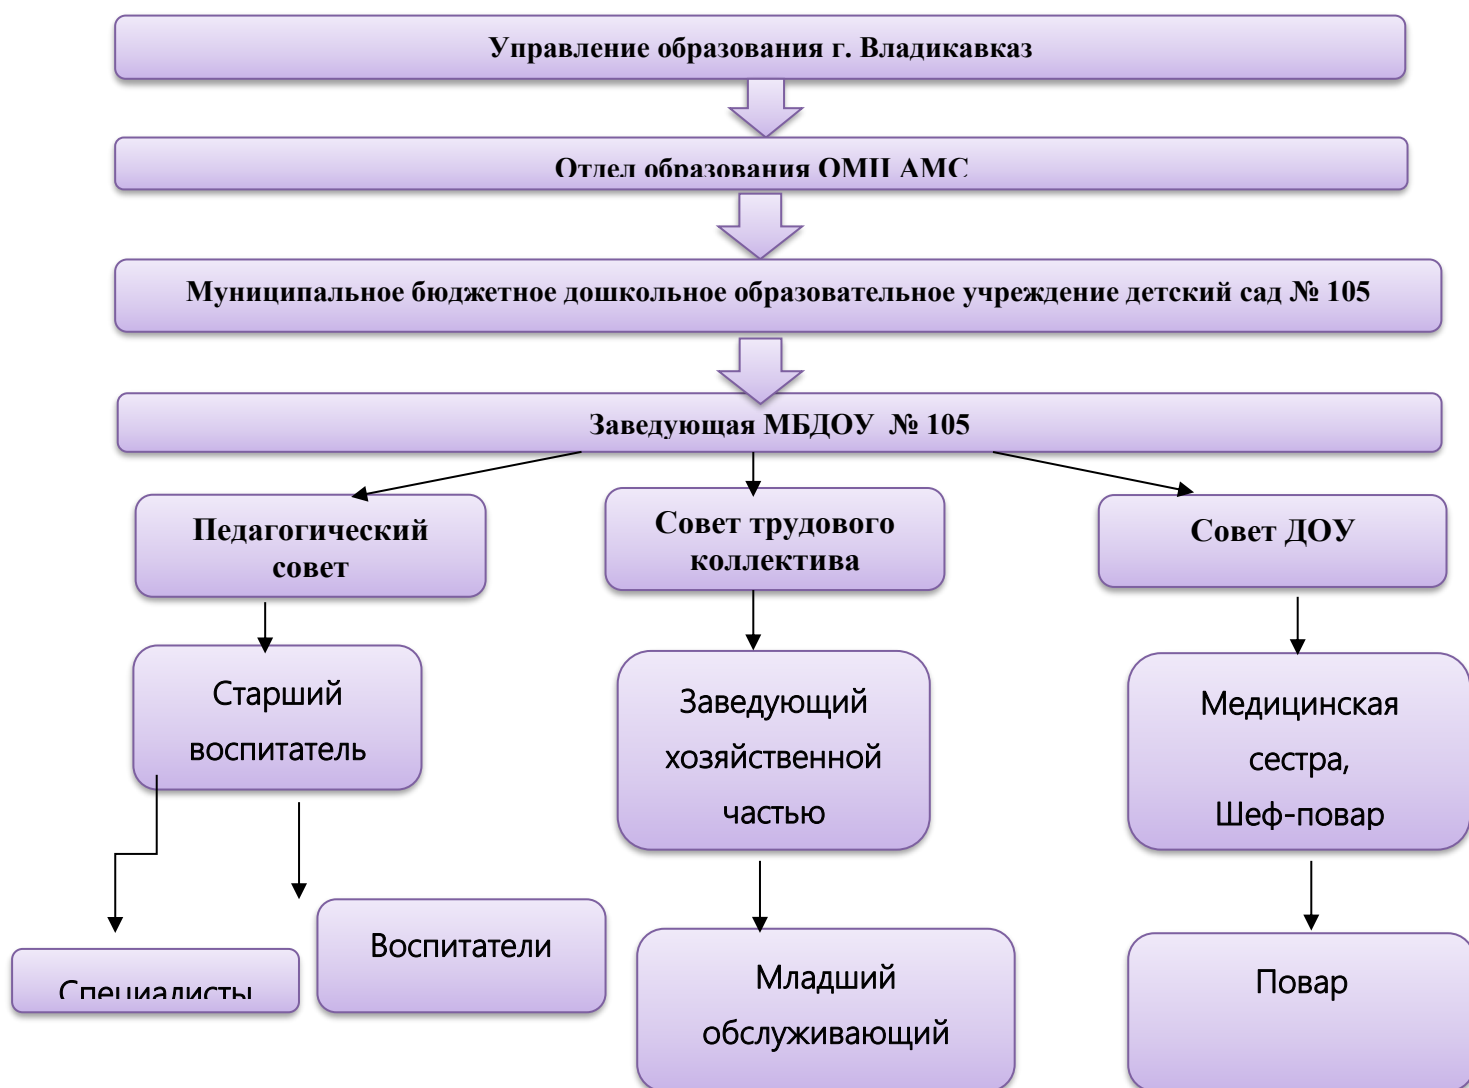 Управление образования г. Владикавказ
Отдел образования ОМП АМС
Муниципальное бюджетное дошкольное образовательное учреждение детский сад № 105
Заведующая МБДОУ № 105
Педагогический
совет
Совет трудового
коллектива
Совет ДОУ
Старший
воспитатель
Заведующий
хозяйственной
частью
Медицинская
сестра,
Шеф-повар
Специалисты
Воспитатели
Младший
обслуживающий
Повар